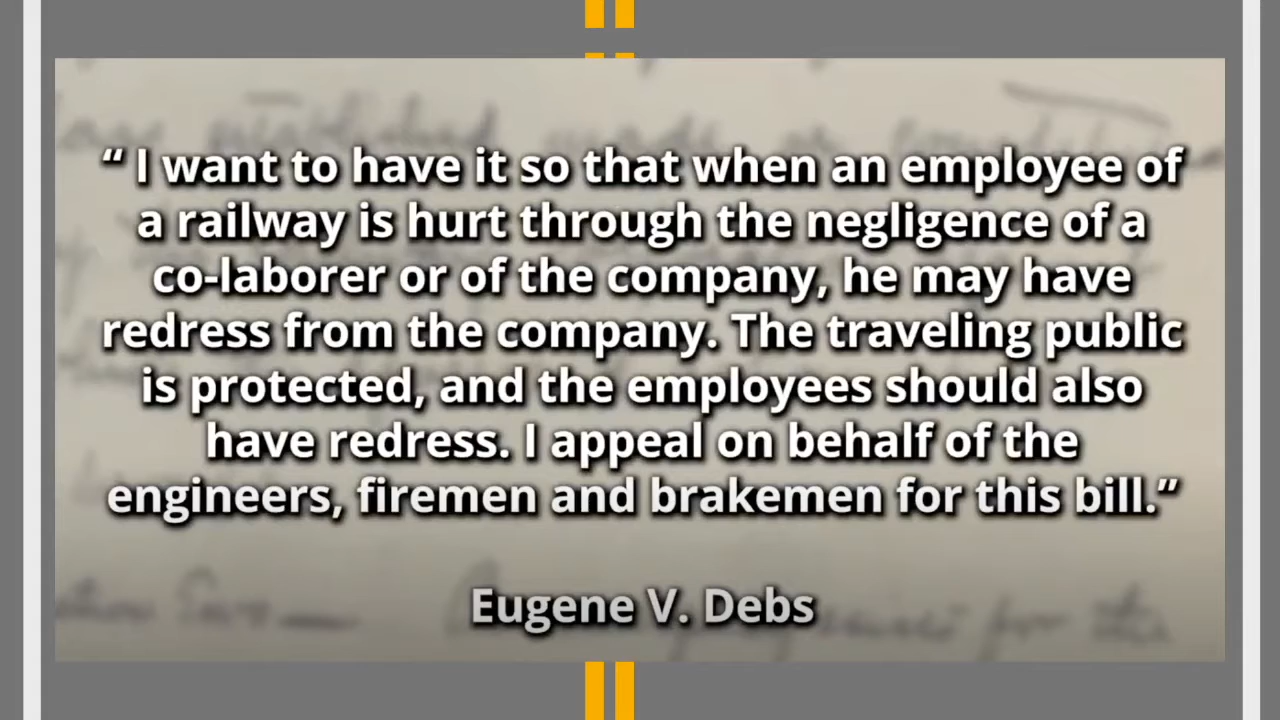 “ I want to have it so that when an employee of
a railway is hurt through the negligence of a
co-laborer or of the company, he may have
redress from the company. The traveling public
is protected, and the employees should also
have redress. I appeal on behalf of the
engineers, firemen and brakemen for this bill.”
Eugene V. Debs
for the